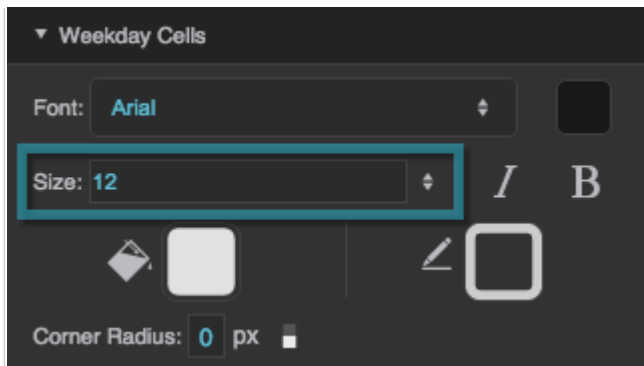 Weekday Cells
Font: Arial
Size: 12 I B
Corner Radius: 0 px